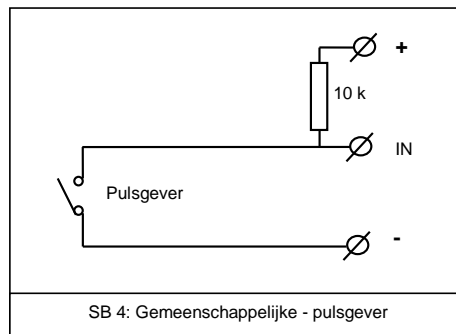 +
10 k
IN
Pulsgever
-
SB 4: Gemeenschappelijke - pulsgever